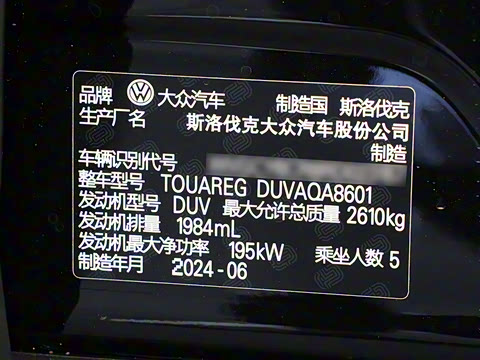 品牌 大众汽车 制造国 斯洛伐克
生产厂名 斯洛伐克大众汽车股份公司
制造
车辆识别代号
整车型号 TOUAREG DUVAQA8601
发动机型号 DUV 最大允许总质量 2610kg
发动机排量 1984mL
发动机最大净功率 195kW 乘坐人数 5
制造年月 2024-06